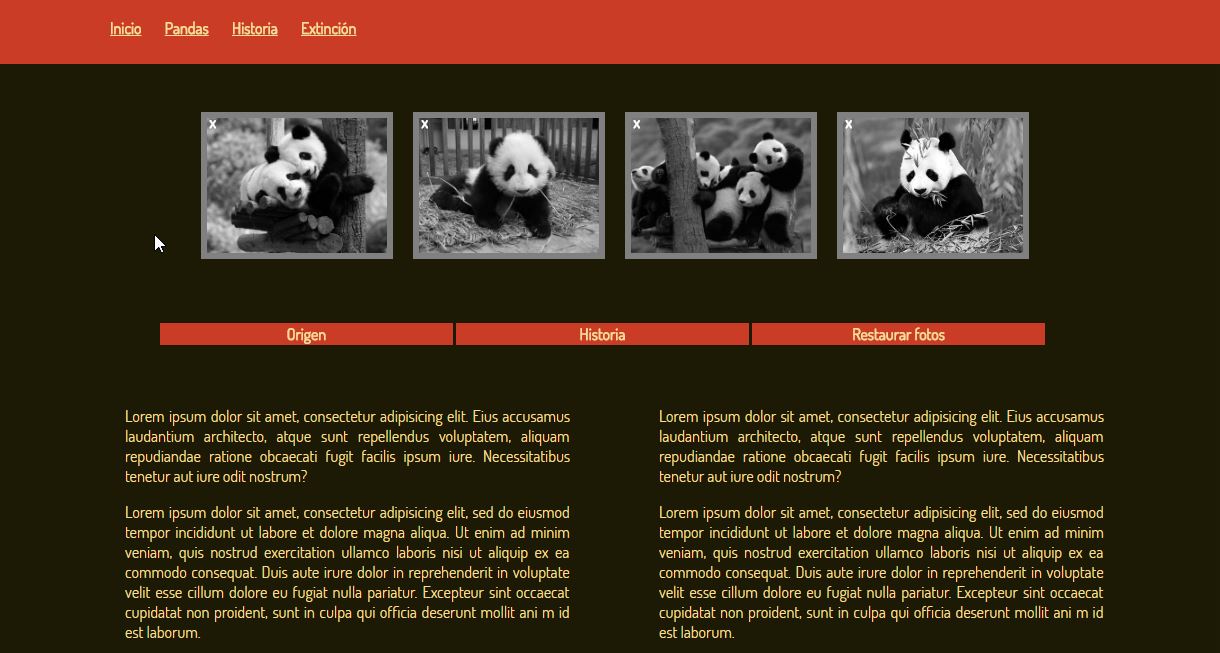 Inicio Pandas Historia Extinción
x x x x
Origen Historia Restaurar fotos
Lorem ipsum dolor sit amet, consectetur adipisicing elit. Eius accusamus
laudantium architecto, atque sunt repellendus voluptatem, aliquam
repudiandae ratione obcaecati fugit facilis ipsum iure. Necessitatibus
tenetur aut iure odit nostrum?
Lorem ipsum dolor sit amet, consectetur adipisicing elit, sed do eiusmod
tempor incididunt ut labore et dolore magna aliqua. Ut enim ad minim
veniam, quis nostrud exercitation ullamco laboris nisi ut aliquip ex ea
commodo consequat. Duis aute irure dolor in reprehenderit in voluptate
velit esse cillum dolore eu fugiat nulla pariatur. Excepteur sint occaecat
cupidatat non proident, sunt in culpa qui officia deserunt mollit ani m id
est laborum.
Lorem ipsum dolor sit amet, consectetur adipisicing elit. Eius accusamus
laudantium architecto, atque sunt repellendus voluptatem, aliquam
repudiandae ratione obcaecati fugit facilis ipsum iure. Necessitatibus
tenetur aut iure odit nostrum?
Lorem ipsum dolor sit amet, consectetur adipisicing elit, sed do eiusmod
tempor incididunt ut labore et dolore magna aliqua. Ut enim ad minim
veniam, quis nostrud exercitation ullamco laboris nisi ut aliquip ex ea
commodo consequat. Duis aute irure dolor in reprehenderit in voluptate
velit esse cillum dolore eu fugiat nulla pariatur. Excepteur sint occaecat
cupidatat non proident, sunt in culpa qui officia deserunt mollit ani m id
est laborum.